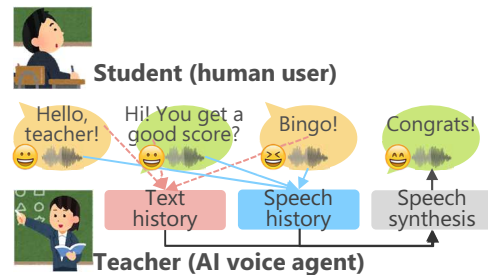 Student (human user)
Hello,
teacher!
Hi! You get a
good score?
Bingo!
Congrats!
Text
history
Speech
history
Speech
synthesis
Teacher (AI voice agent)